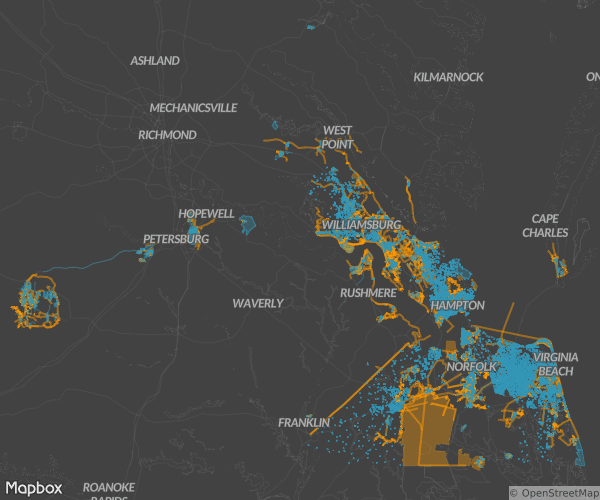 ASHLAND
KILMARNOCK
ON
MECHANICSVILLE
RICHMOND
WEST
POINT
HOPEWELL
PETERSBURG
WILLIAMSBURG
CAPE
CHARLES
RUSHMERE
WAVERLY
HAMPTON
NORFOLK
VIRGINIA
BEACH
FRANKLIN
ROANOKE
RAPIDS
Mapbox
© OpenStreetMap